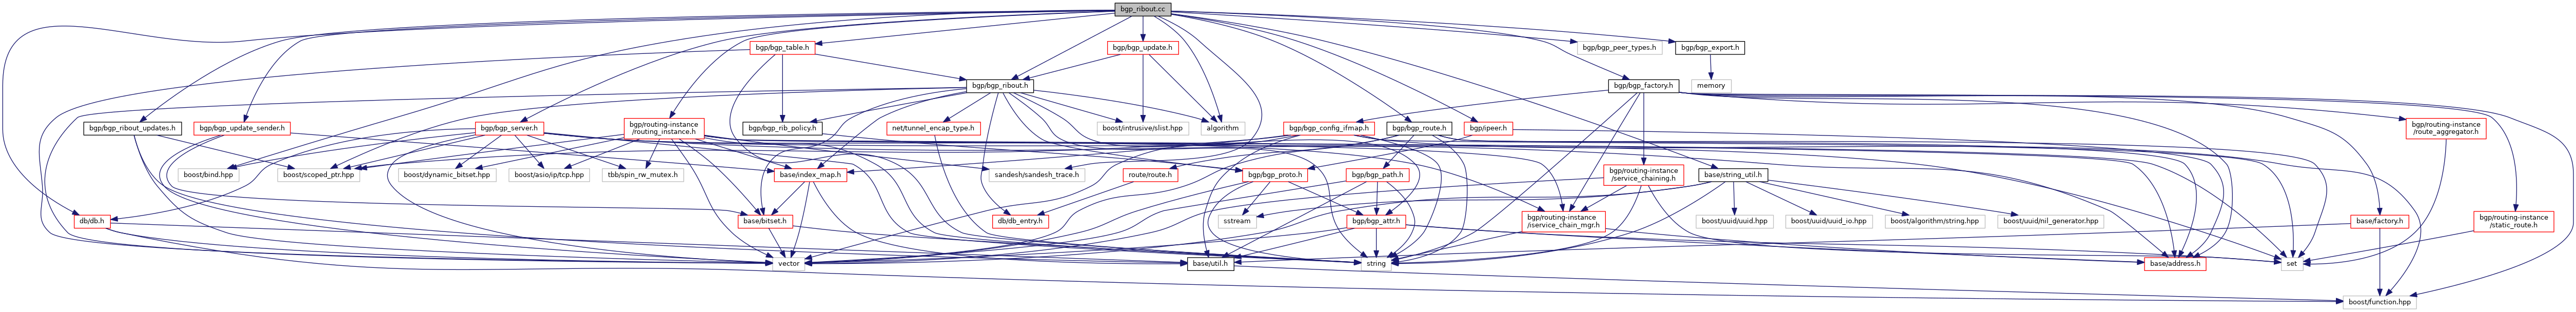 bgp_ribout.cc
bgp/bgp_table.h
bgp/bgp_update.h
bgp/bgp_peer_types.h
bgp/bgp_export.h
bgp/bgp_ribout.h
bgp/bgp_factory.h
memory
bgp/bgp_ribout_updates.h
bgp/bgp_update_sender.h
bgp/bgp_server.h
bgp/routing-instance
/routing_instance.h
bgp/bgp_rib_policy.h
net/tunnel_encap_type.h
boost/intrusive/slist.hpp
algorithm
bgp/bgp_config_ifmap.h
bgp/bgp_route.h
bgp/ipeer.h
bgp/routing-instance
/route_aggregator.h
boost/bind.hpp
boost/scoped_ptr.hpp
boost/dynamic_bitset.hpp
boost/asio/ip/tcp.hpp
tbb/spin_rw_mutex.h
base/index_map.h
sandesh/sandesh_trace.h
route/route.h
bgp/bgp_proto.h
bgp/bgp_path.h
bgp/routing-instance
/service_chaining.h
base/string_util.h
db/db.h
base/bitset.h
db/db_entry.h
sstream
bgp/bgp_attr.h
bgp/routing-instance
/iservice_chain_mgr.h
boost/uuid/uuid.hpp
boost/uuid/uuid_io.hpp
boost/algorithm/string.hpp
boost/uuid/nil_generator.hpp
base/factory.h
bgp/routing-instance
/static_route.h
vector
base/util.h
string
base/address.h
set
boost/function.hpp